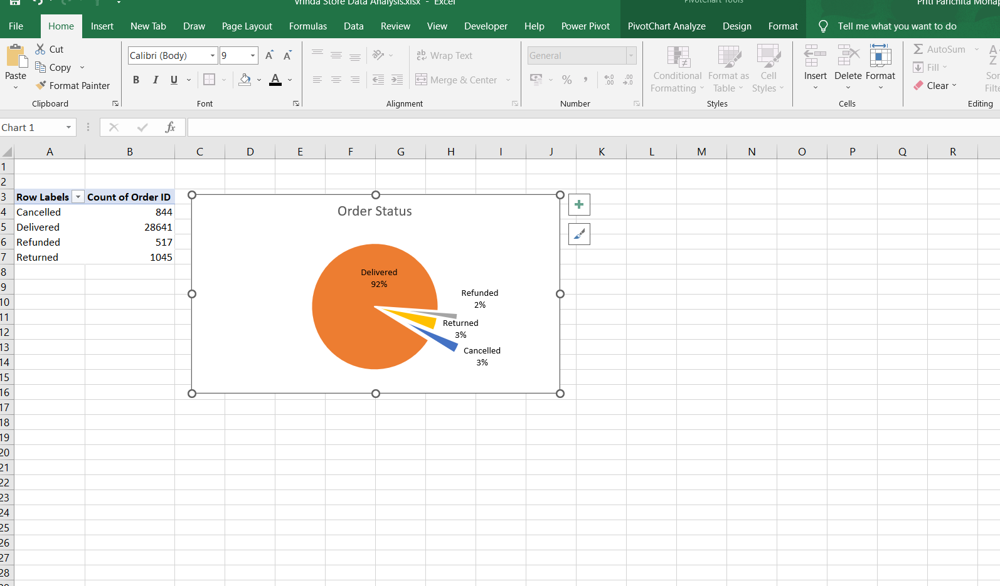 Vrinda Store Data Analysis.xlsx - Excel
PivotChart Tools
Priti Parichita Mohap
File Home Insert New Tab Draw Page Layout Formulas Data Review View Developer Help Power Pivot PivotChart Analyze Design Format Tell me what you want to do
Paste
Cut
Copy
Format Painter
Clipboard
Calibri (Body) 9
B I U A
Font
ab Wrap Text
Merge & Center
Alignment
General
% , .00 .00
Number
Conditional Formatting
Format as Table
Cell Styles
Styles
Insert Delete Format
Cells
AutoSum
Fill
Clear
Sor
Filte
Editing
Chart 1 fx
A B C D E F G H I J K L M N O P Q R
1
2
3 Row Labels Count of Order ID
4 Cancelled 844
5 Delivered 28641
6 Refunded 517
7 Returned 1045
8
9
10
11
12
13
14
15
16
17
18
19
20
21
22
23
24
25
26
27
28
Order Status
Delivered
92%
Refunded
2%
Returned
3%
Cancelled
3%